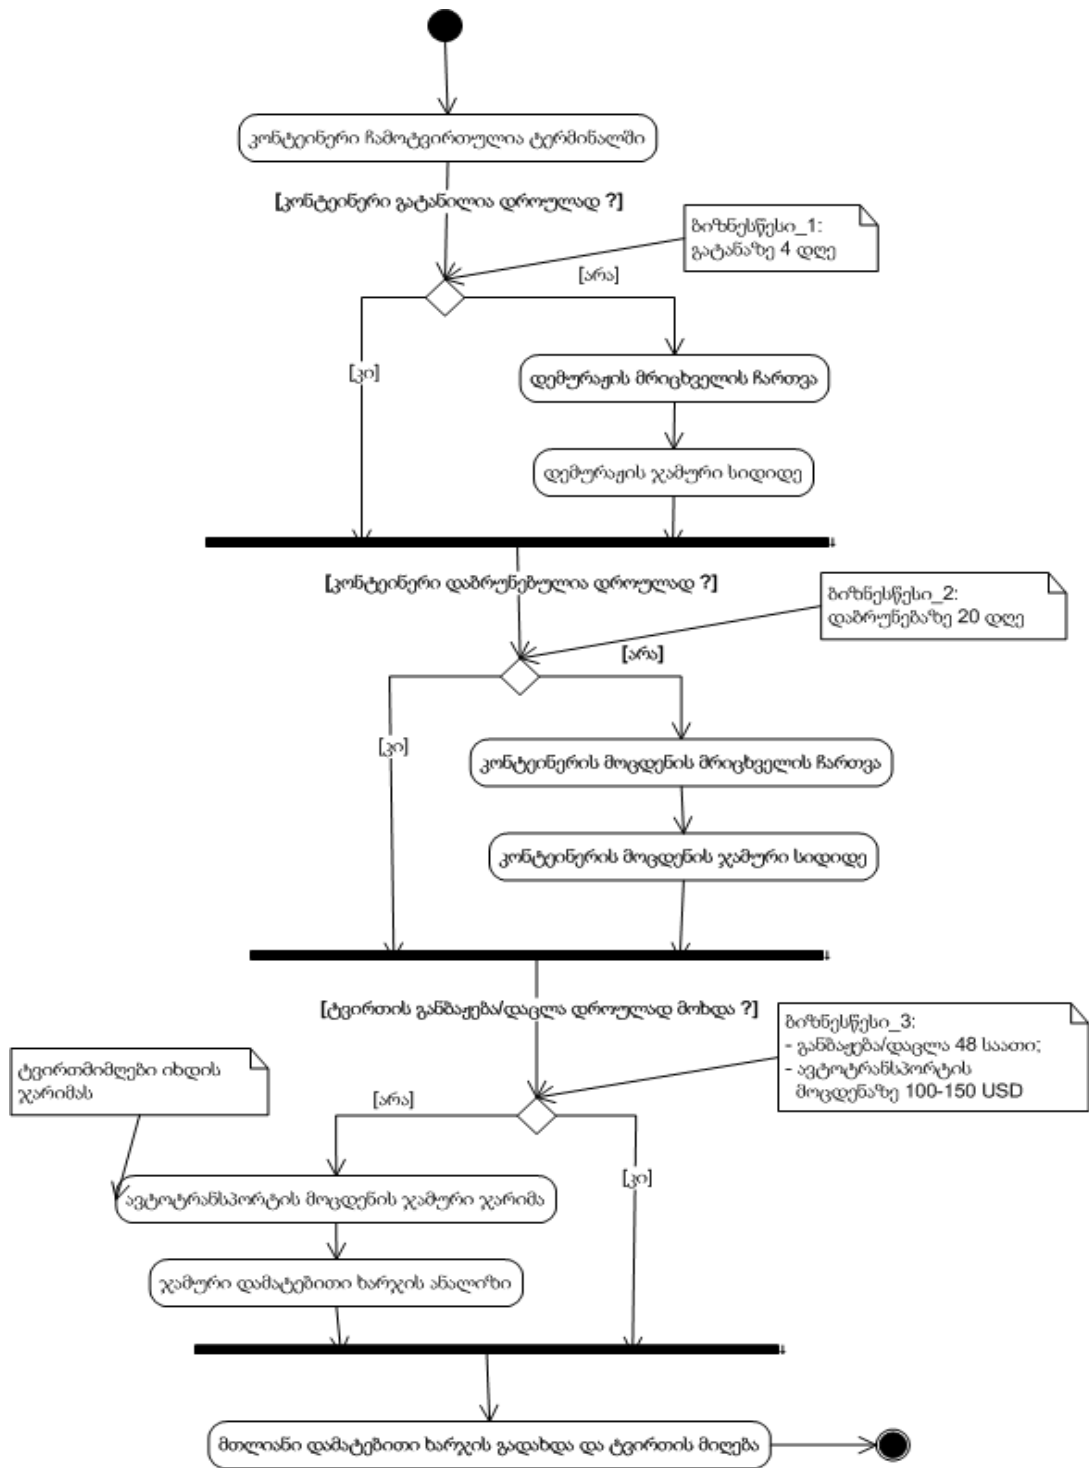 კონტეინერი ჩამოტვირთულია ტერმინალში
[კონტეინერი გატანილია დროულად ?]
ბიზნესწესი_1:
გატანაზე 4 დღე
[არა]
[კი]
დემურაჟის მრიცხველის ჩართვა
დემურაჟის ჯამური სიდიდე
[კონტეინერი დაბრუნებულია დროულად ?]
ბიზნესწესი_2:
დაბრუნებაზე 20 დღე
[არა]
[კი]
კონტეინერის მოცდენის მრიცხველის ჩართვა
კონტეინერის მოცდენის ჯამური სიდიდე
[ტვირთის განბაჟება/დაცლა დროულად მოხდა ?]
ბიზნესწესი_3:
- განბაჟება/დაცლა 48 საათი;
- ავტოტრანსპორტის
მოცდენაზე 100-150 USD
ტვირთმიმღები იხდის
ჯარიმას
[არა]
[კი]
ავტოტრანსპორტის მოცდენის ჯამური ჯარიმა
ჯამური დამატებითი ხარჯის ანალიზი
მთლიანი დამატებითი ხარჯის გადახდა და ტვირთის მიღება